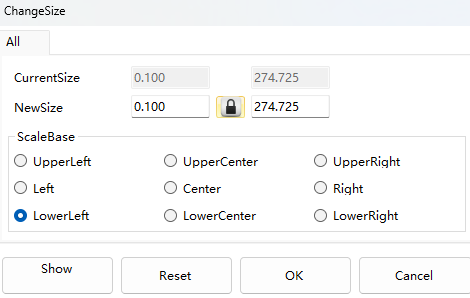 ChangeSize
All
CurrentSize 0.100 274.725
NewSize 0.100 274.725
ScaleBase
UpperLeft UpperCenter UpperRight
Left Center Right
LowerLeft LowerCenter LowerRight
Show Reset OK Cancel